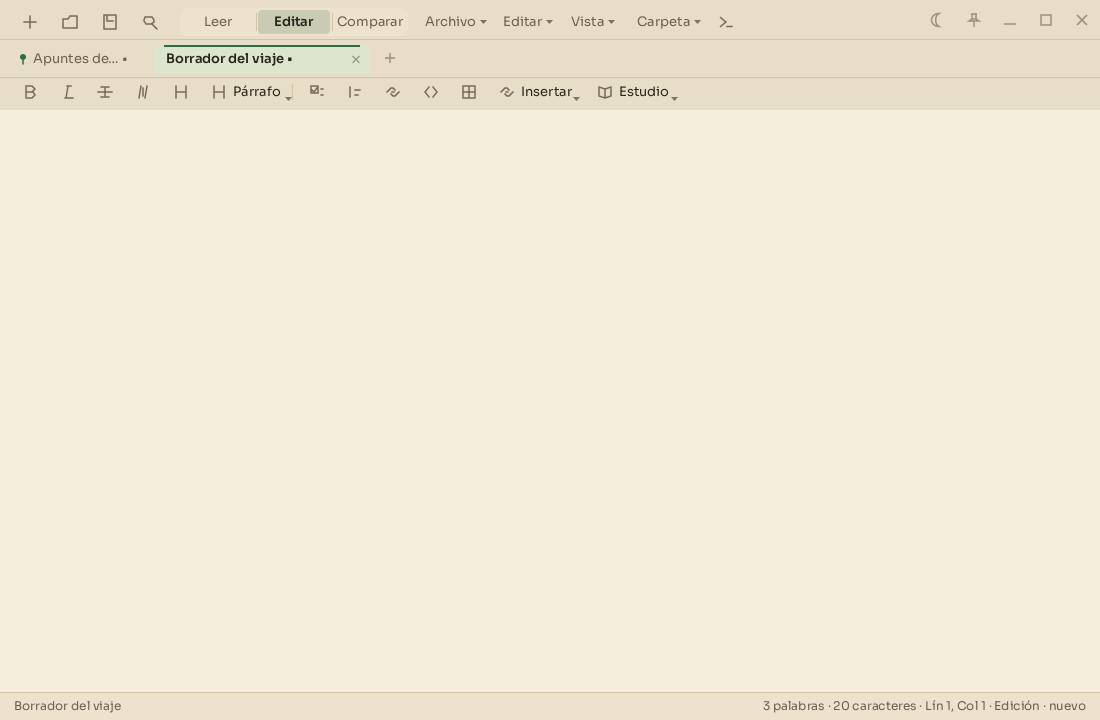 Leer Editar Comparar Archivo Editar Vista Carpeta
Apuntes de... • Borrador del viaje •
Párrafo Insertar Estudio
Borrador del viaje 3 palabras · 20 caracteres · Lín 1, Col 1 · Edición · nuevo